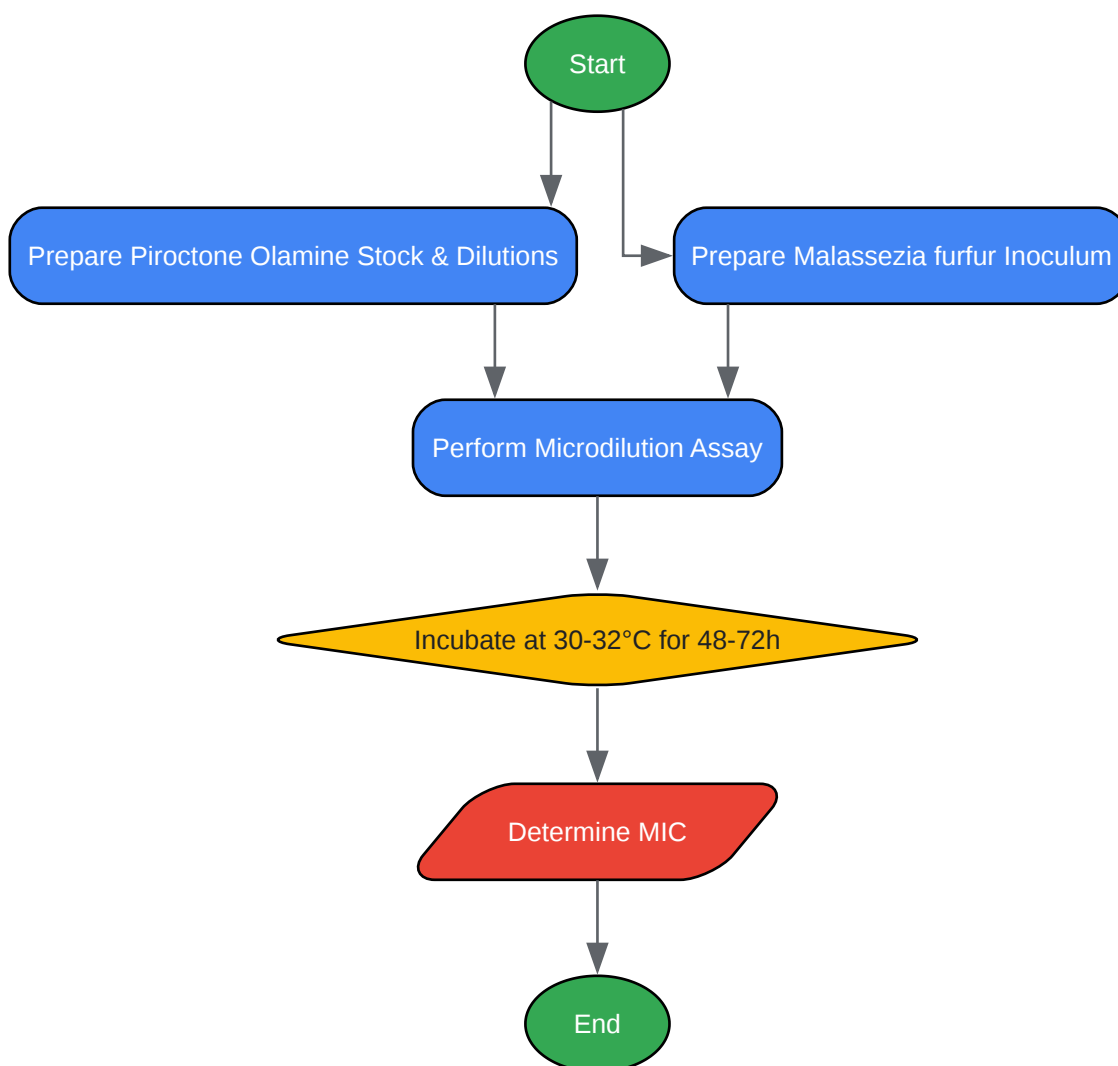 Start
Prepare Piroctone Olamine Stock & Dilutions
Prepare Malassezia furfur Inoculum
Perform Microdilution Assay
Incubate at 30-32°C for 48-72h
Determine MIC
End